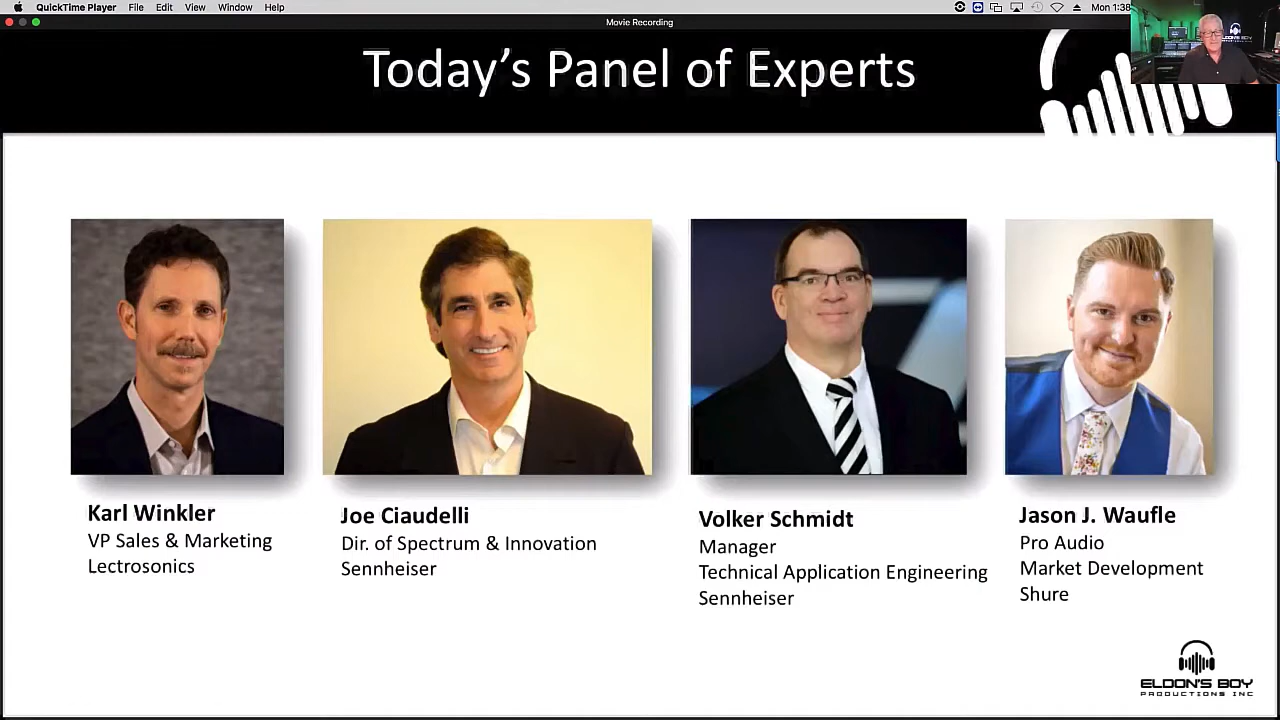 QuickTime Player File Edit View Window Help Mon 1:38
Movie Recording
Today's Panel of Experts
Karl Winkler
VP Sales & Marketing
Lectrosonics
Joe Ciaudelli
Dir. of Spectrum & Innovation
Sennheiser
Volker Schmidt
Manager
Technical Application Engineering
Sennheiser
Jason J. Waufle
Pro Audio
Market Development
Shure
ELDON'S BOY
PRODUCTIONS INC